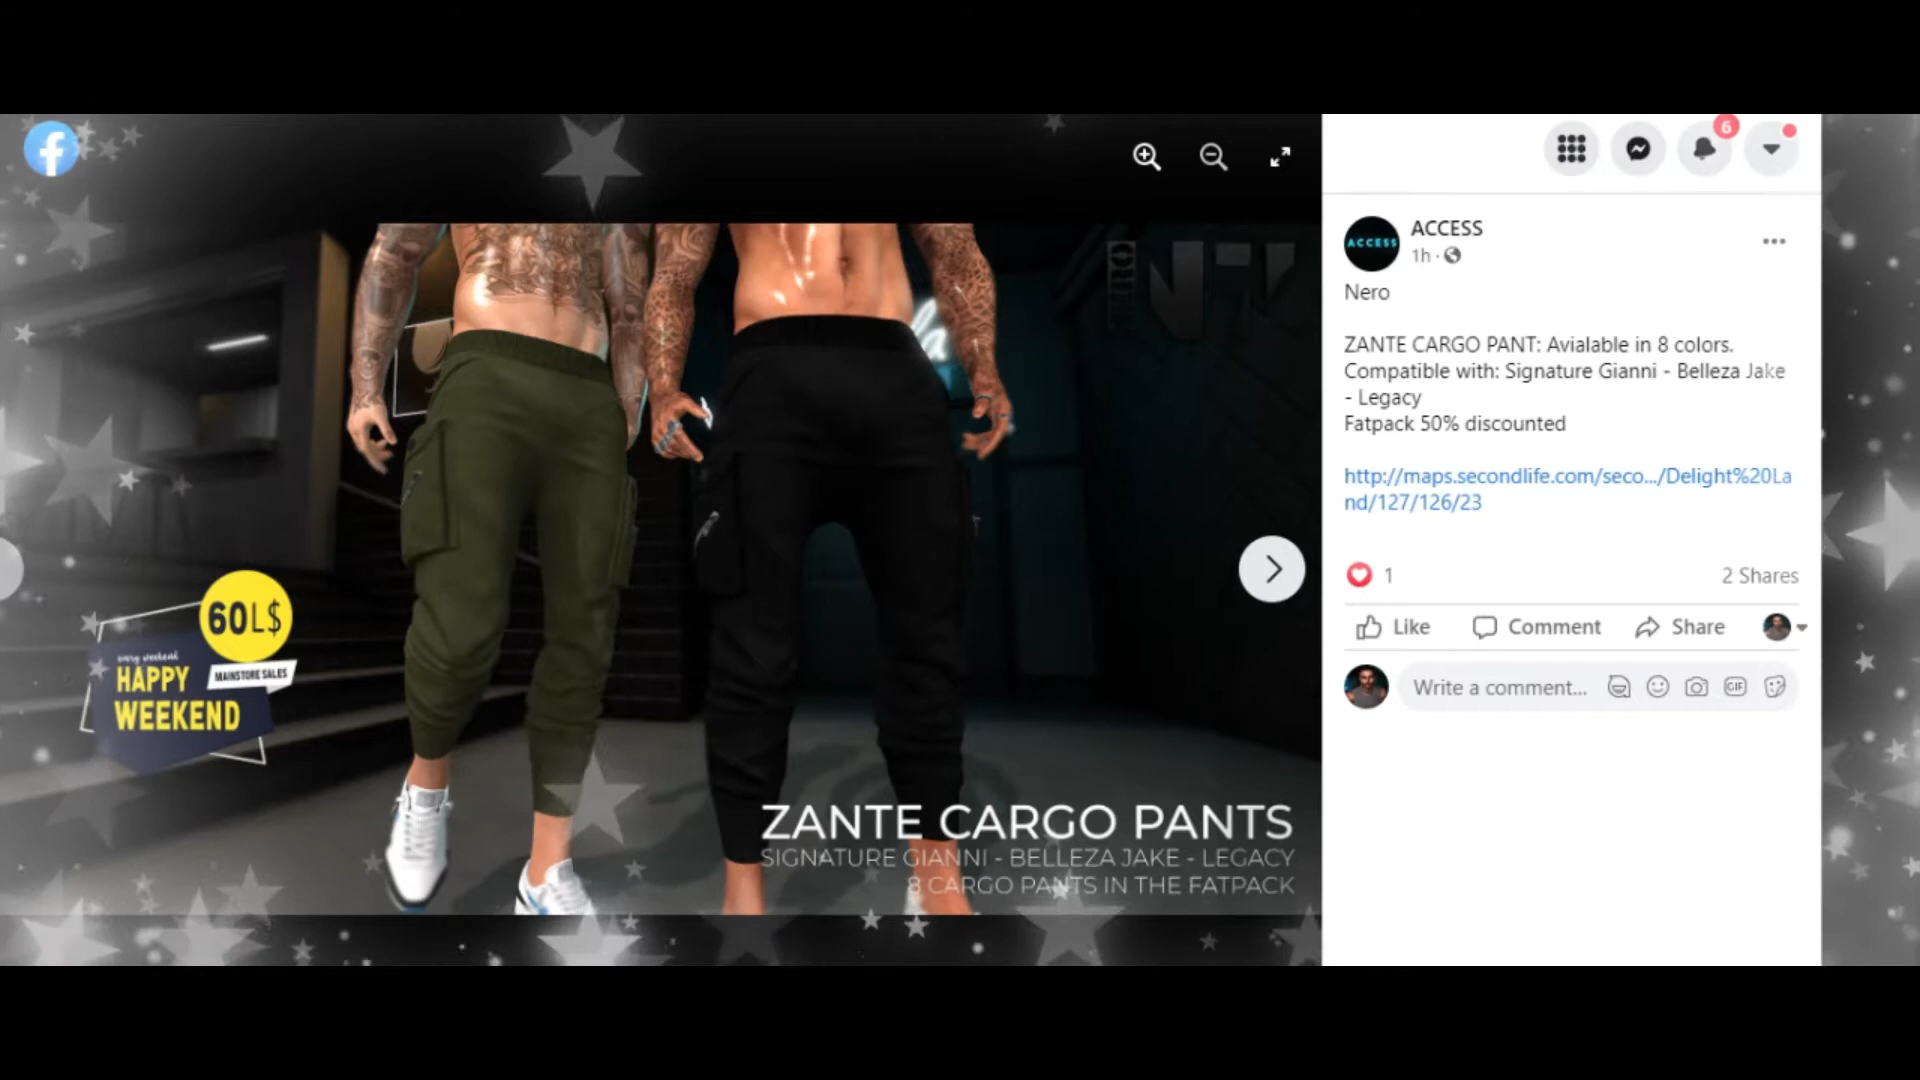 6
ACCESS
ACCESS
1h ·
Nero
ZANTE CARGO PANT: Avialable in 8 colors.
Compatible with: Signature Gianni - Belleza Jake
- Legacy
Fatpack 50% discounted
http://maps.secondlife.com/seco.../Delight%20La
nd/127/126/23
1
2 Shares
Like
Comment
Share
Write a comment...
GIF
NERO
60L$
every weekend
HAPPY
MAINSTORE SALES
WEEKEND
ZANTE CARGO PANTS
SIGNATURE GIANNI - BELLEZA JAKE - LEGACY
8 CARGO PANTS IN THE FATPACK